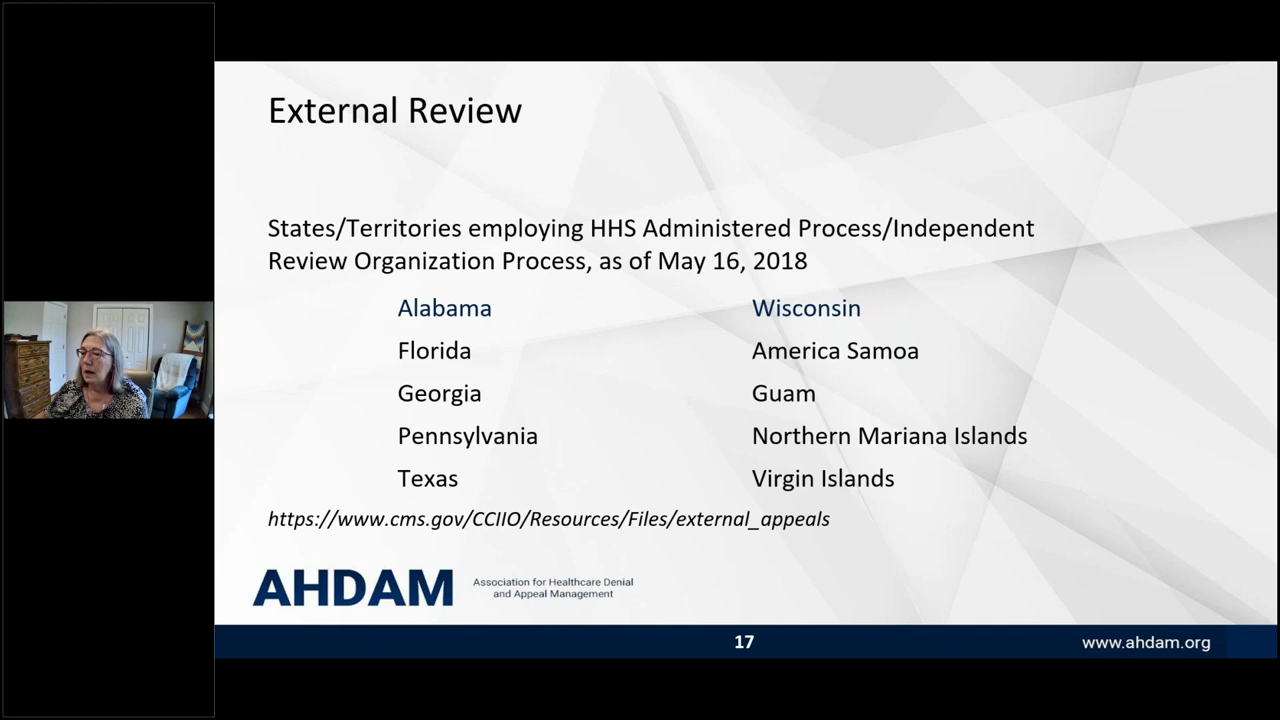 External Review
States/Territories employing HHS Administered Process/Independent
Review Organization Process, as of May 16, 2018
Alabama
Florida
Georgia
Pennsylvania
Texas
Wisconsin
America Samoa
Guam
Northern Mariana Islands
Virgin Islands
https://www.cms.gov/CCIIO/Resources/Files/external_appeals
AHDAM
Association for Healthcare Denial
and Appeal Management
17
www.ahdam.org